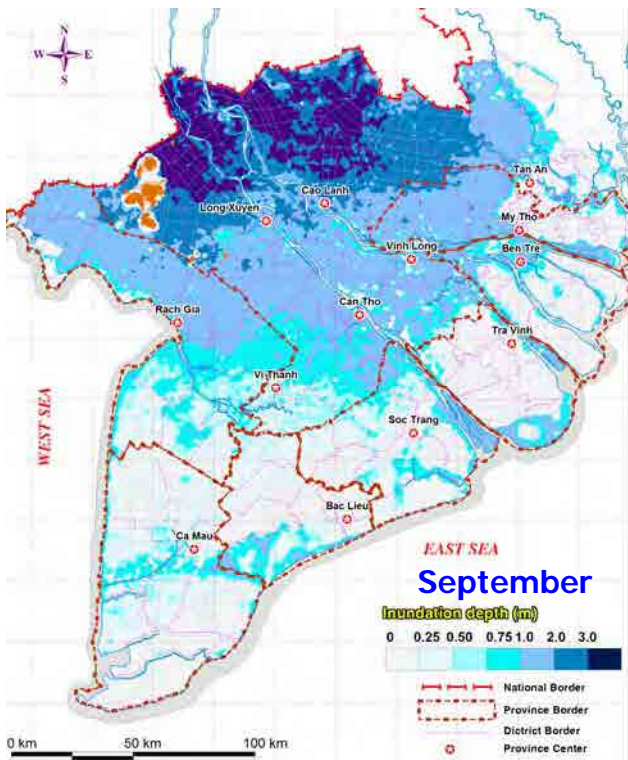 N
W E
S
Tan An
Cao Lanh
Long Xuyen
My Tho
Ben Tre
Vinh Long
Rach Gia
Can Tho
Tra Vinh
Vi Thanh
WEST SEA
Soc Trang
Bac Lieu
Ca Mau
EAST SEA
September
Inundation depth (m)
0 0.25 0.50 0.75 1.0 2.0 3.0
National Border
Province Border
Dictrict Border
Province Center
0 km 50 km 100 km